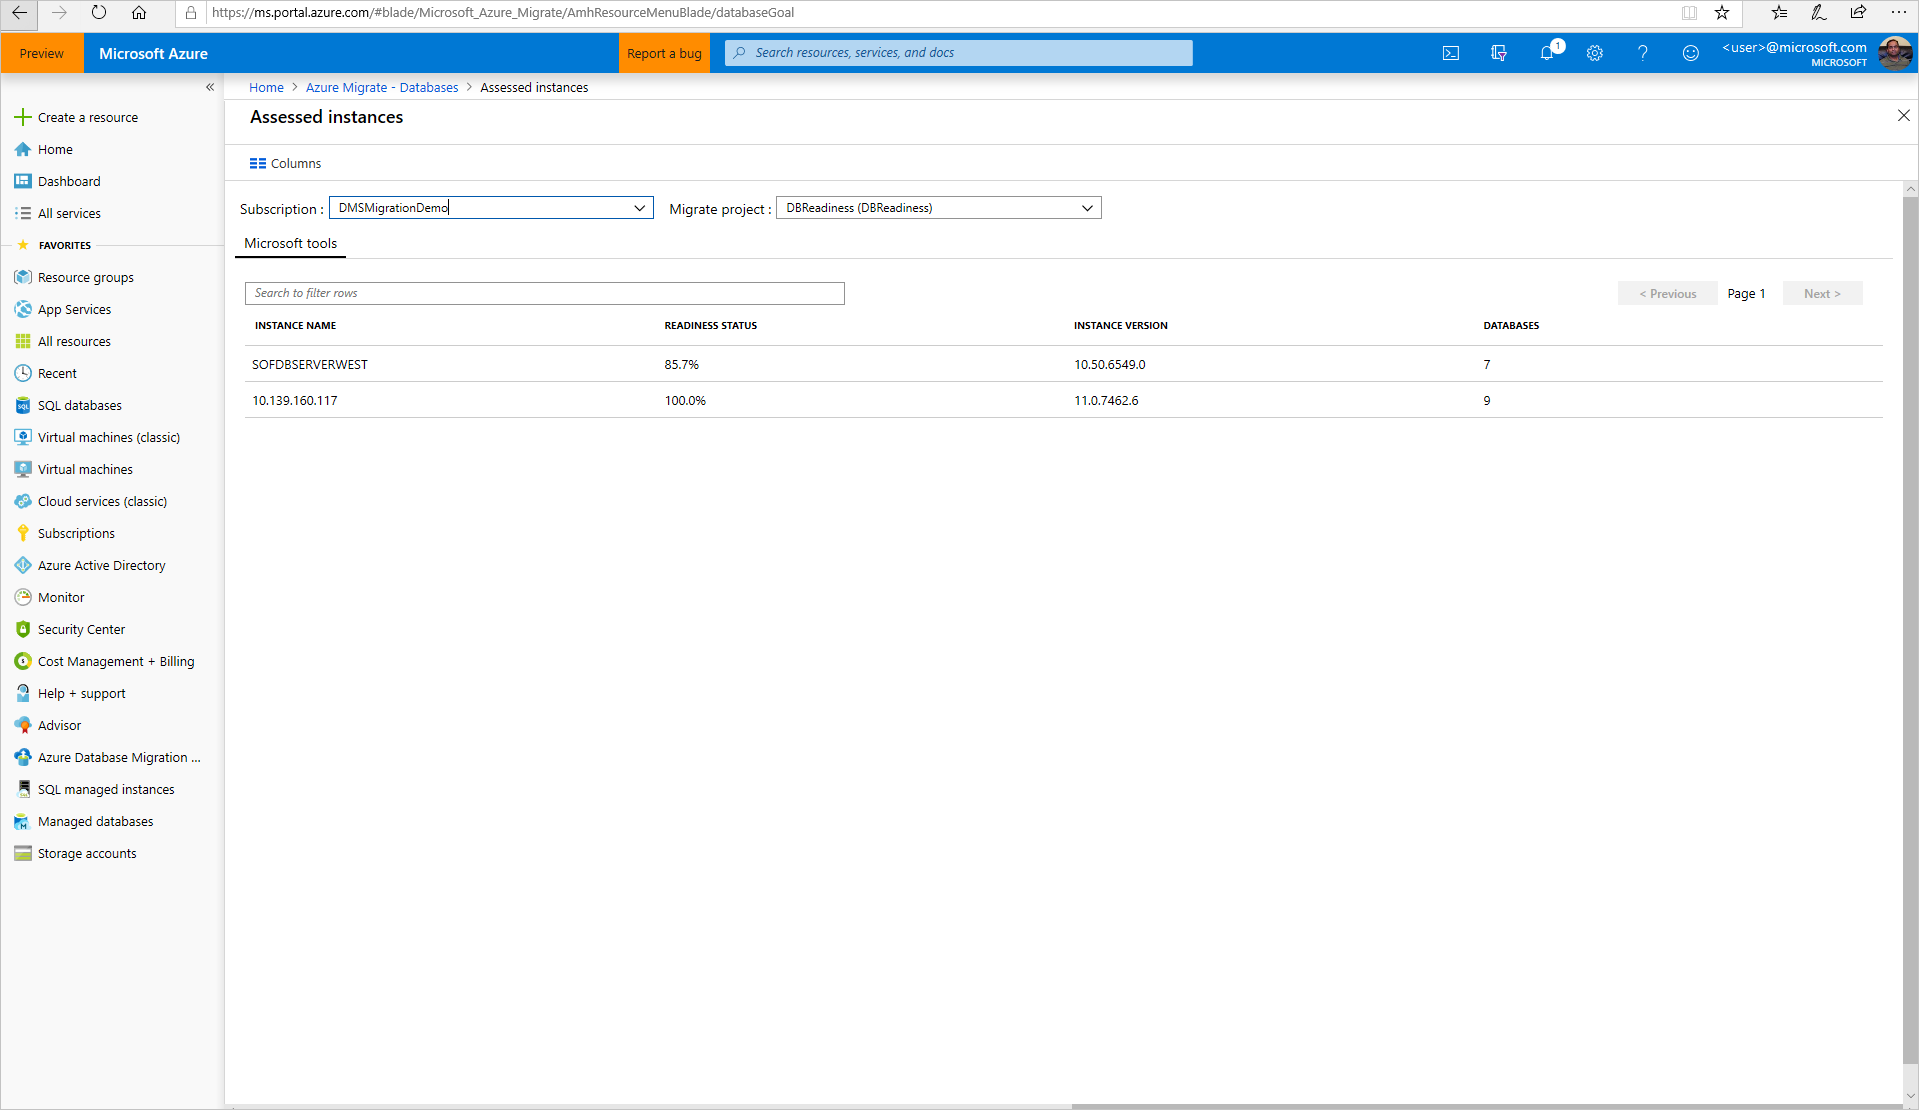 https://ms.portal.azure.com/#blade/Microsoft_Azure_Migrate/AmhResourceMenuBlade/databaseGoal
Preview
Microsoft Azure
Report a bug
Search resources, services, and docs
1
<user>@microsoft.com
MICROSOFT
«
Create a resource
Home
Dashboard
All services
FAVORITES
Resource groups
App Services
All resources
Recent
SQL databases
Virtual machines (classic)
Virtual machines
Cloud services (classic)
Subscriptions
Azure Active Directory
Monitor
Security Center
Cost Management + Billing
Help + support
Advisor
Azure Database Migration ...
SQL managed instances
Managed databases
Storage accounts
Home > Azure Migrate - Databases > Assessed instances
Assessed instances
Columns
Subscription : DMSMigrationDemo Migrate project : DBReadiness (DBReadiness)
Microsoft tools
Search to filter rows
< Previous Page 1 Next >
INSTANCE NAME READINESS STATUS INSTANCE VERSION DATABASES
SOFDBSERVERWEST 85.7% 10.50.6549.0 7
10.139.160.117 100.0% 11.0.7462.6 9